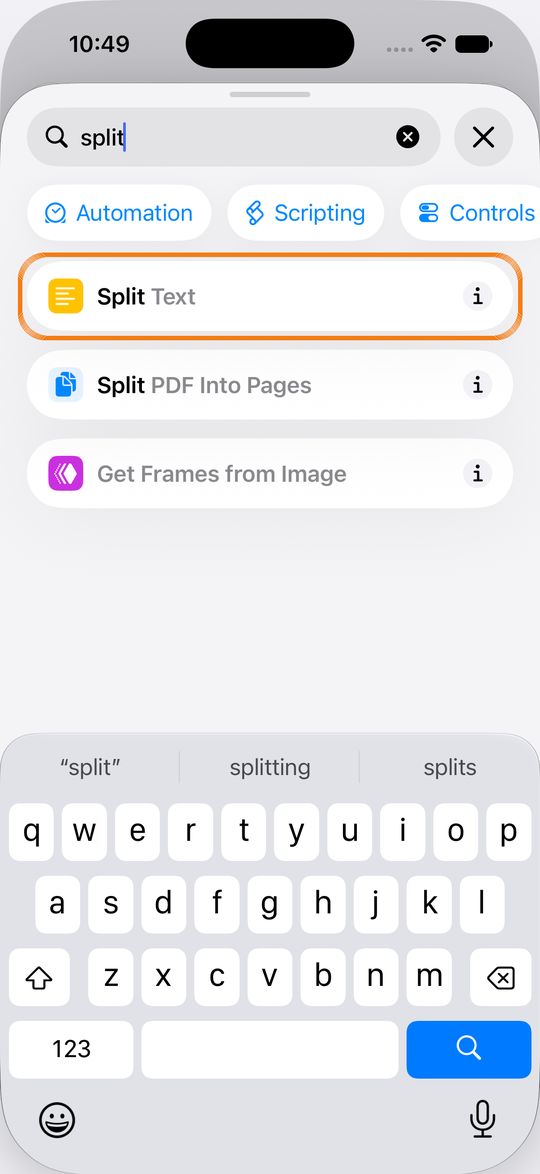 10:49
split
Automation
Scripting
Controls
Split Text
i
Split PDF Into Pages
i
Get Frames from Image
i
“split”
splitting
splits
q w e r t y u i o p
a s d f g h j k l
z x c v b n m
123